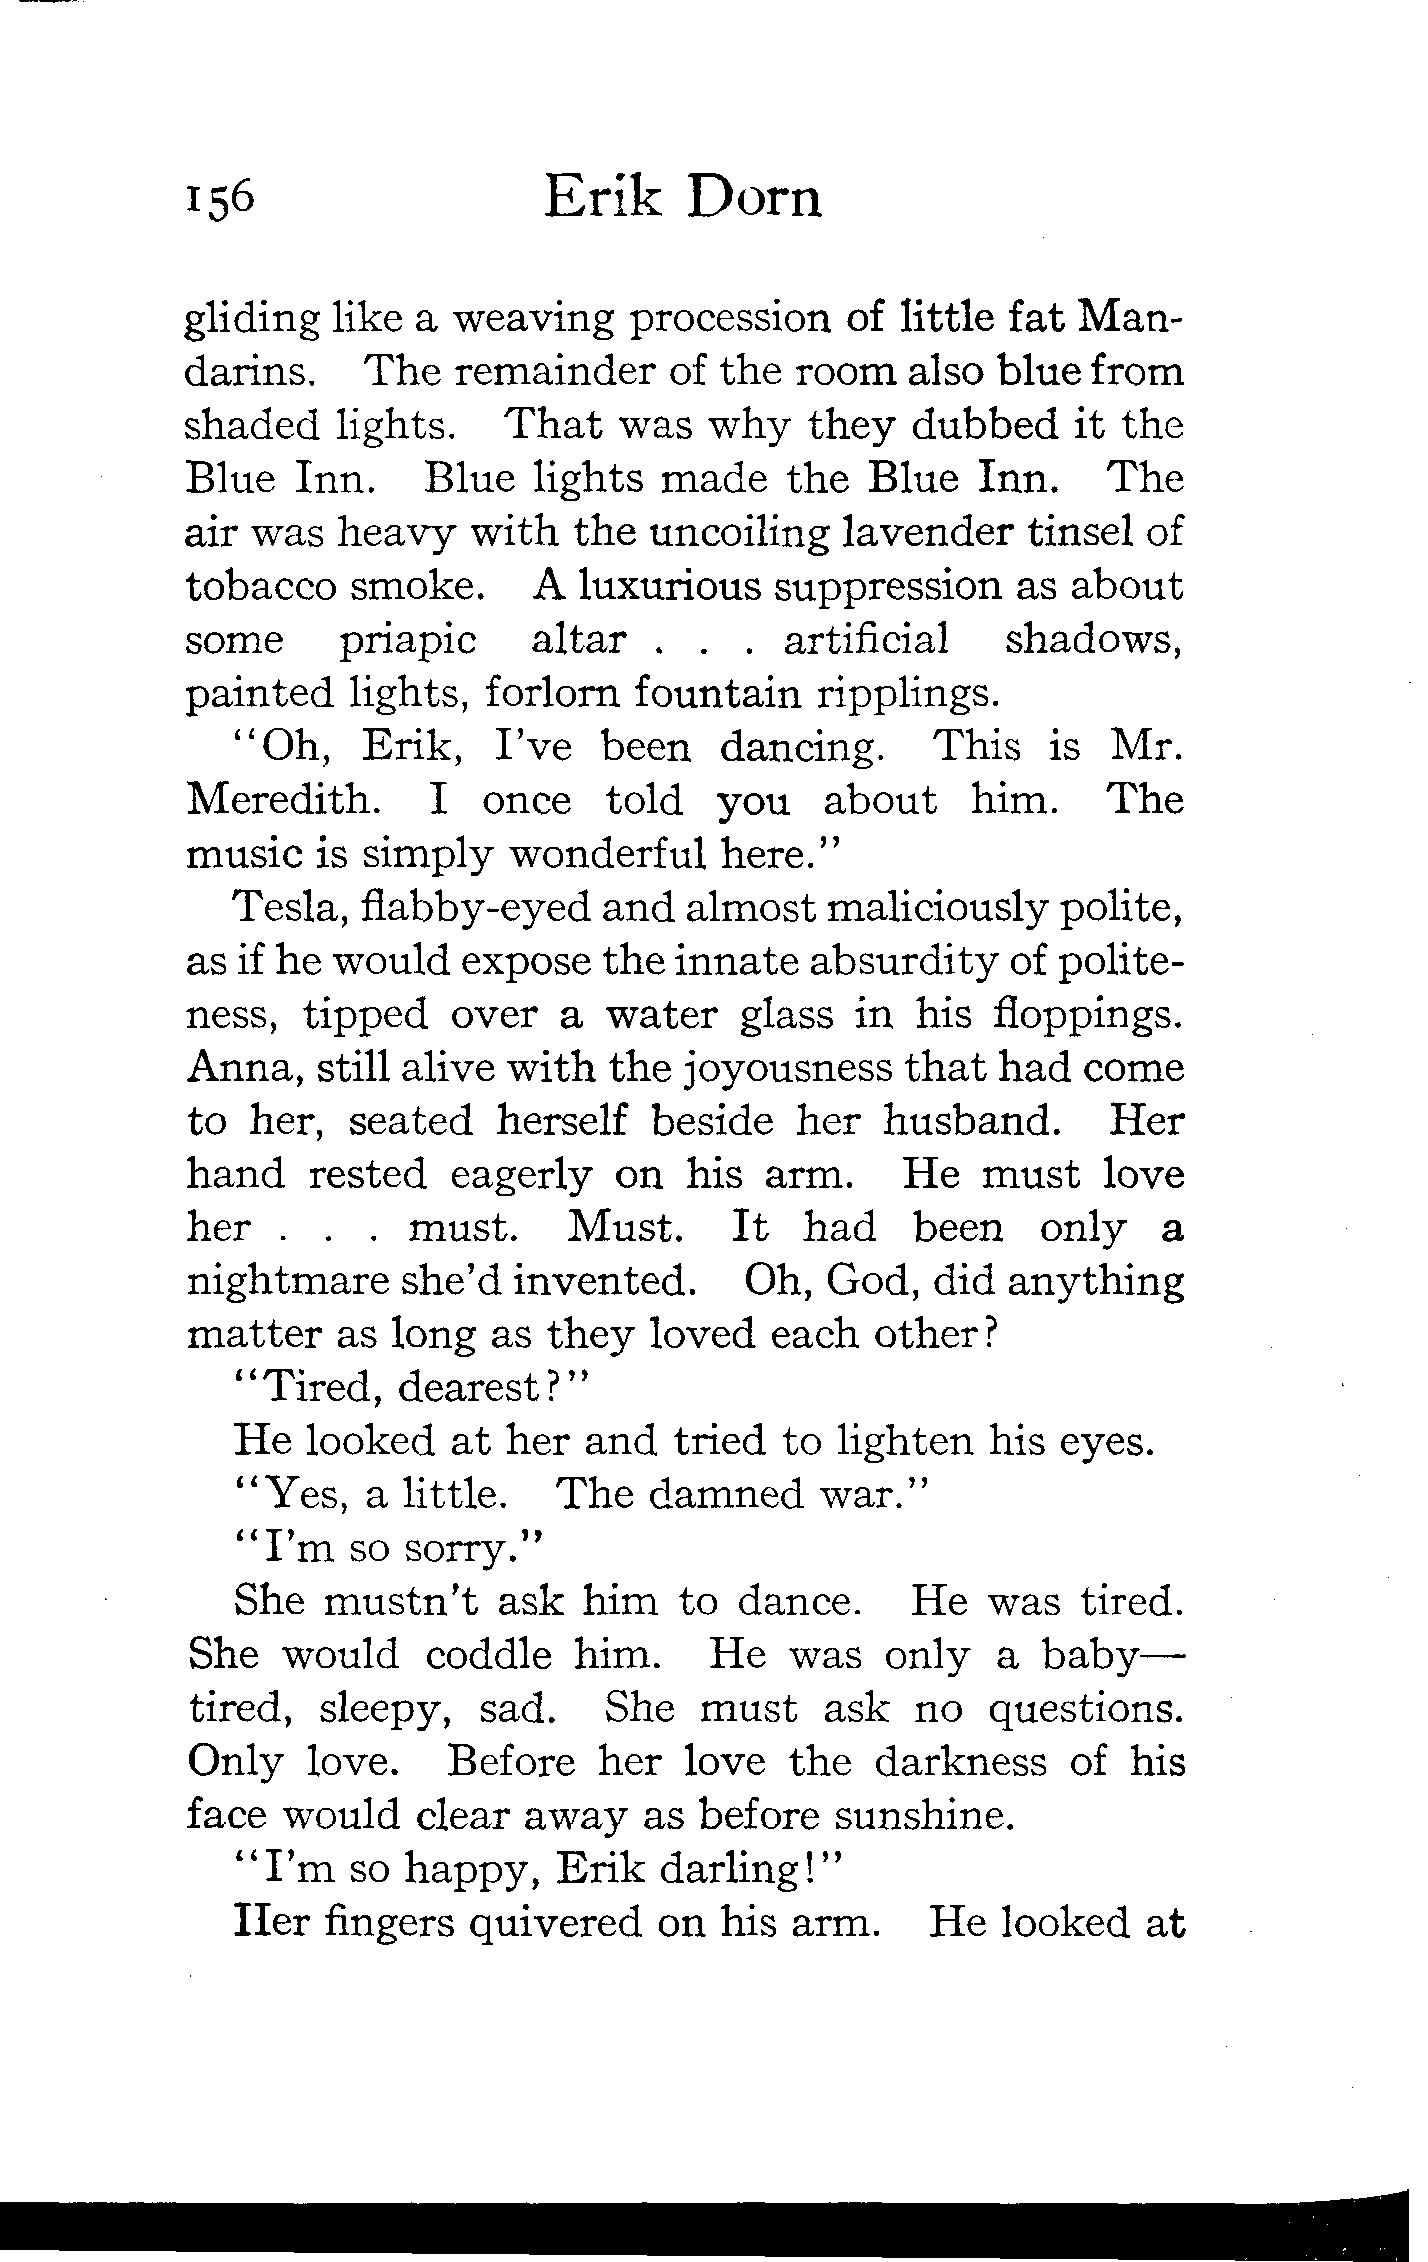 156 Erik Dorn
gliding like a weaving procession of little fat Man-
darins. The remainder of the room also blue from
shaded lights. That was why they dubbed it the
Blue Inn. Blue lights made the Blue Inn. The
air was heavy with the uncoiling lavender tinsel of
tobacco smoke. A luxurious suppression as about
some priapic altar . . . artificial shadows,
painted lights, forlorn fountain ripplings.
"Oh, Erik, I've been dancing. This is Mr.
Meredith. I once told you about him. The
music is simply wonderful here."
Tesla, flabby-eyed and almost maliciously polite,
as if he would expose the innate absurdity of polite-
ness, tipped over a water glass in his floppings.
Anna, still alive with the joyousness that had come
to her, seated herself beside her husband. Her
hand rested eagerly on his arm. He must love
her . . . must. Must. It had been only a
nightmare she'd invented. Oh, God, did anything
matter as long as they loved each other?
"Tired, dearest?"
He looked at her and tried to lighten his eyes.
"Yes, a little. The damned war."
"I'm so sorry."
She mustn't ask him to dance. He was tired.
She would coddle him. He was only a baby—
tired, sleepy, sad. She must ask no questions.
Only love. Before her love the darkness of his
face would clear away as before sunshine.
"I'm so happy, Erik darling!"
Her fingers quivered on his arm. He looked at